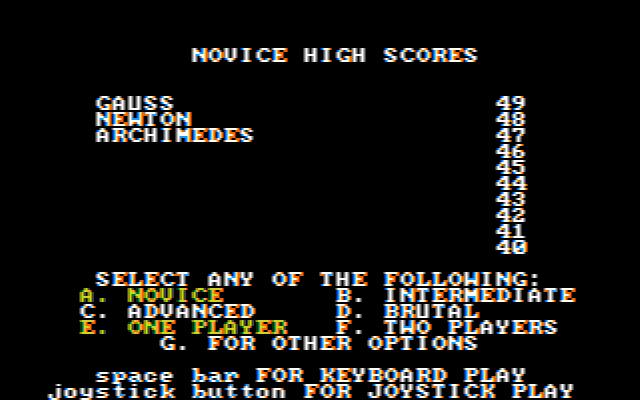 NOVICE HIGH SCORES
GAUSS 49
NEWTON 48
ARCHIMEDES 47
46
45
44
43
42
41
40
SELECT ANY OF THE FOLLOWING:
A. NOVICE B. INTERMEDIATE
C. ADVANCED D. BRUTAL
E. ONE PLAYER F. TWO PLAYERS
G. FOR OTHER OPTIONS
space bar FOR KEYBOARD PLAY
joystick button FOR JOYSTICK PLAY